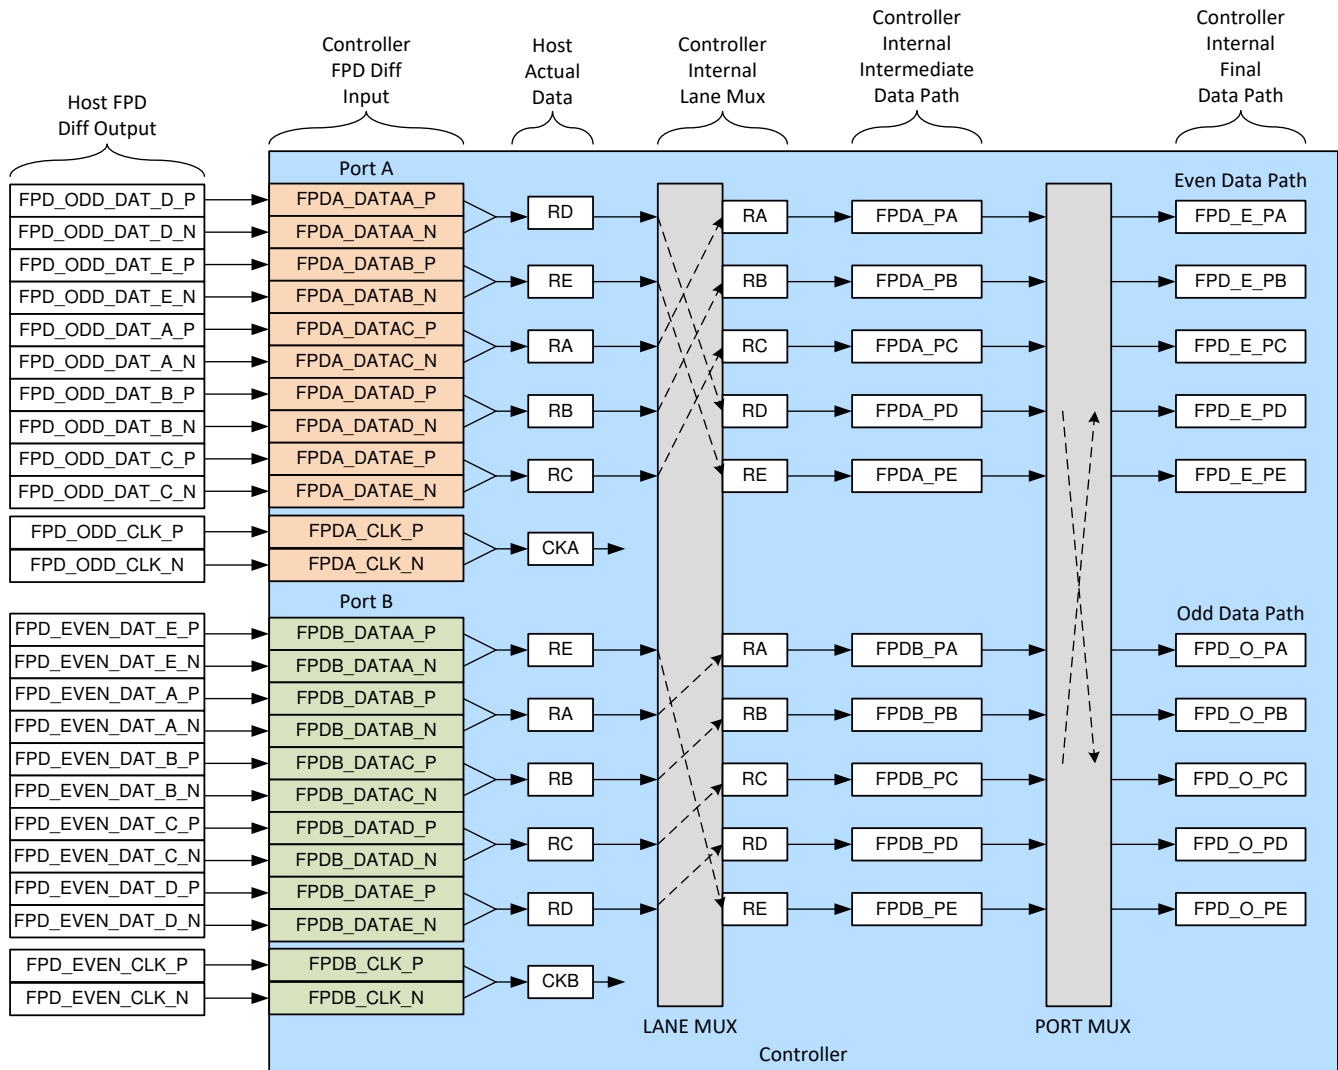 Controller
FPD Diff
Input
Host
Actual
Data
Controller
Internal
Lane Mux
Controller
Internal
Intermediate
Data Path
Controller
Internal
Final
Data Path
Host FPD
Diff Output
Port A
Even Data Path
FPD_ODD_DAT_D_P FPDA_DATAA_P
RD RA FPDA_PA FPD_E_PA
FPD_ODD_DAT_D_N FPDA_DATAA_N
FPD_ODD_DAT_E_P FPDA_DATAB_P
RE RB FPDA_PB FPD_E_PB
FPD_ODD_DAT_E_N FPDA_DATAB_N
FPD_ODD_DAT_A_P FPDA_DATAC_P
RA RC FPDA_PC FPD_E_PC
FPD_ODD_DAT_A_N FPDA_DATAC_N
FPD_ODD_DAT_B_P FPDA_DATAD_P
RB RD FPDA_PD FPD_E_PD
FPD_ODD_DAT_B_N FPDA_DATAD_N
FPD_ODD_DAT_C_P FPDA_DATAE_P
RC RE FPDA_PE FPD_E_PE
FPD_ODD_DAT_C_N FPDA_DATAE_N
FPD_ODD_CLK_P FPDA_CLK_P
CKA
FPD_ODD_CLK_N FPDA_CLK_N
Port B
Odd Data Path
FPD_EVEN_DAT_E_P FPDB_DATAA_P
RE RA FPDB_PA FPD_O_PA
FPD_EVEN_DAT_E_N FPDB_DATAA_N
FPD_EVEN_DAT_A_P FPDB_DATAB_P
RA RB FPDB_PB FPD_O_PB
FPD_EVEN_DAT_A_N FPDB_DATAB_N
FPD_EVEN_DAT_B_P FPDB_DATAC_P
RB RC FPDB_PC FPD_O_PC
FPD_EVEN_DAT_B_N FPDB_DATAC_N
FPD_EVEN_DAT_C_P FPDB_DATAD_P
RC RD FPDB_PD FPD_O_PD
FPD_EVEN_DAT_C_N FPDB_DATAD_N
FPD_EVEN_DAT_D_P FPDB_DATAE_P
RD RE FPDB_PE FPD_O_PE
FPD_EVEN_DAT_D_N FPDB_DATAE_N
FPD_EVEN_CLK_P FPDB_CLK_P
CKB
FPD_EVEN_CLK_N FPDB_CLK_N
LANE MUX
PORT MUX
Controller